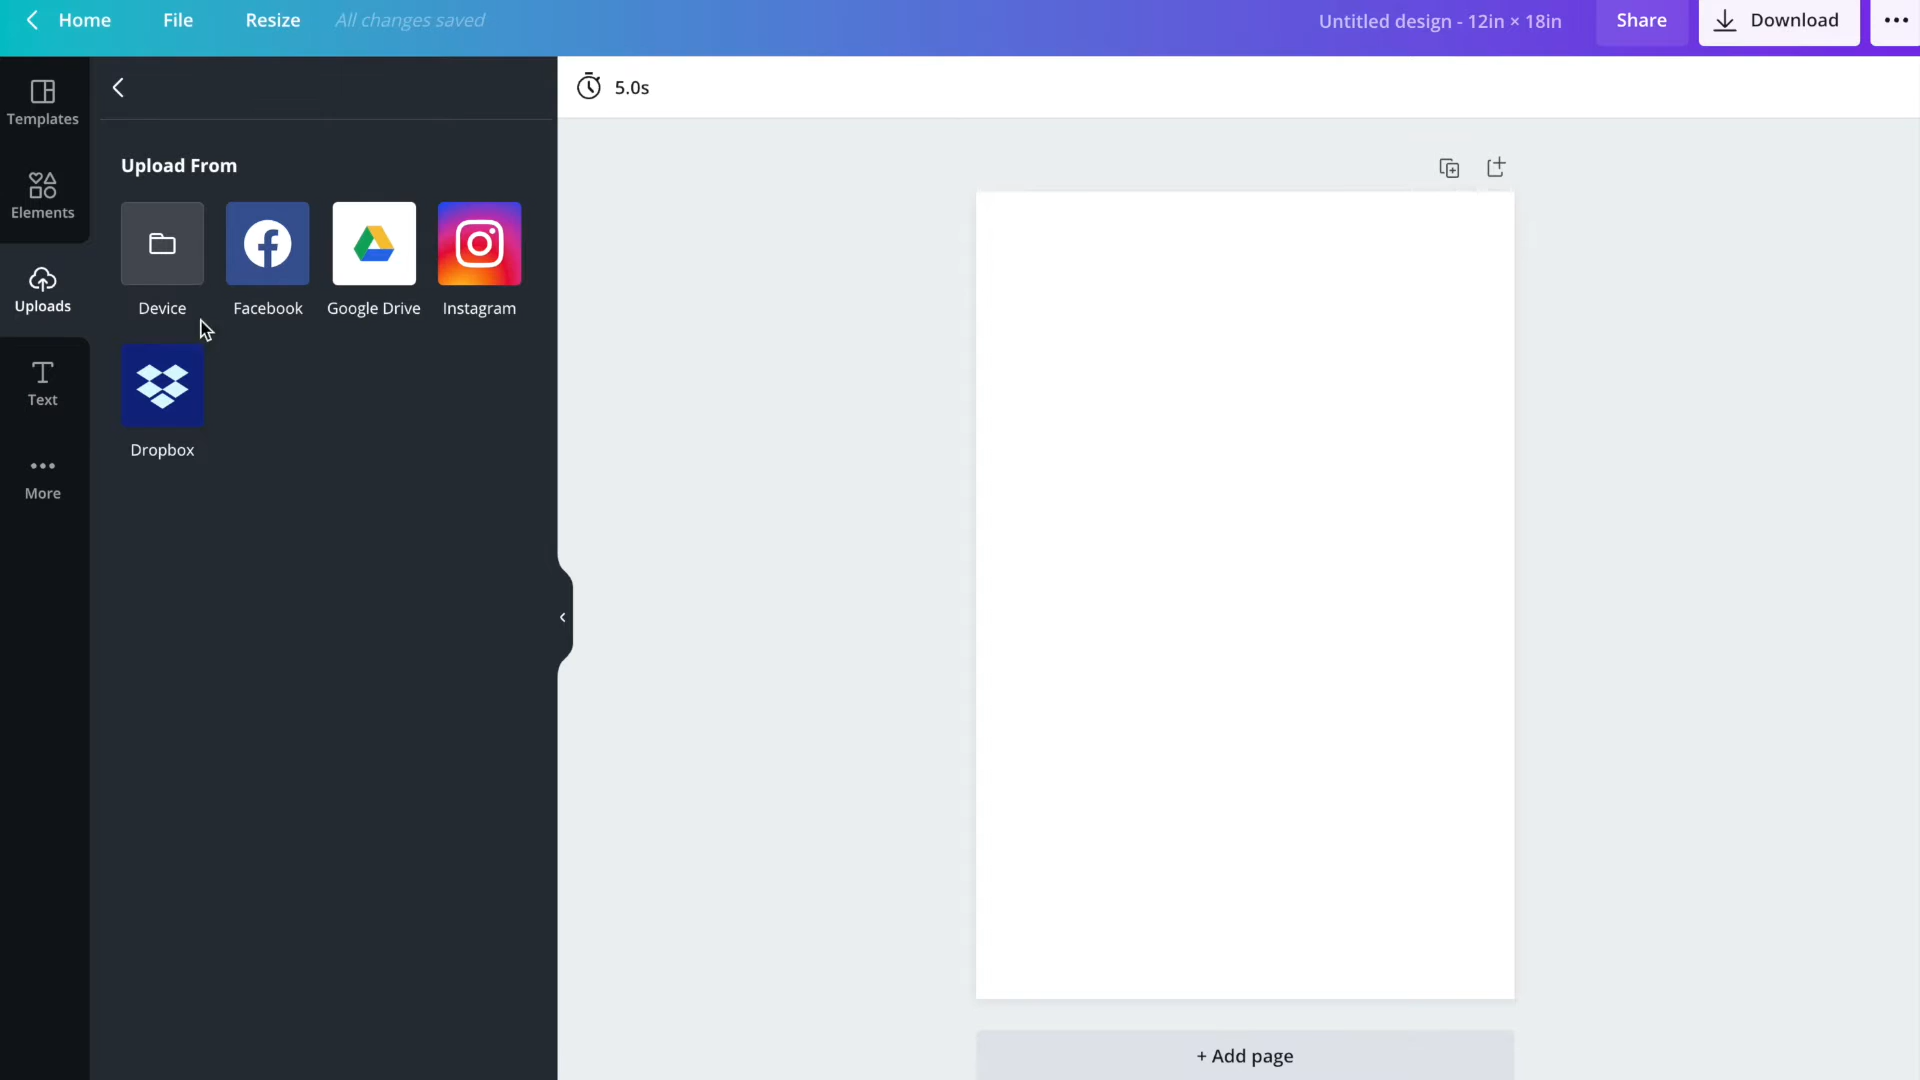 Home File Resize All changes saved Untitled design - 12in × 18in Share Download
Templates
Elements
Uploads
Text
More
5.0s
Upload From
Device Facebook Google Drive Instagram
Dropbox
+ Add page